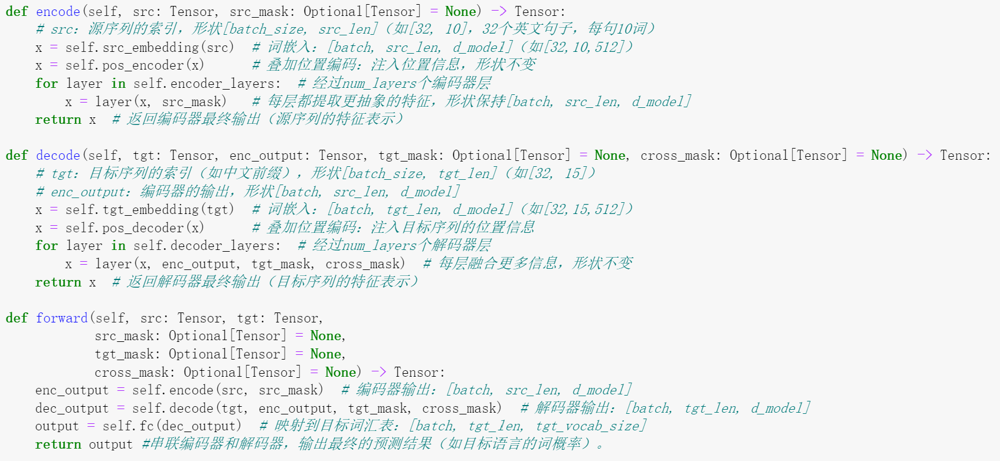 def encode(self, src: Tensor, src_mask: Optional[Tensor] = None) -> Tensor:
    # src: 源序列的索引，形状[batch_size, src_len]（如[32, 10]，32个英文句子，每句10词）
    x = self.src_embedding(src)  # 词嵌入：[batch, src_len, d_model]（如[32,10,512]）
    x = self.pos_encoder(x)      # 叠加位置编码：注入位置信息，形状不变
    for layer in self.encoder_layers:  # 经过num_layers个编码器层
        x = layer(x, src_mask)   # 每层都提取更抽象的特征，形状保持[batch, src_len, d_model]
    return x  # 返回编码器最终输出（源序列的特征表示）

def decode(self, tgt: Tensor, enc_output: Tensor, tgt_mask: Optional[Tensor] = None, cross_mask: Optional[Tensor] = None) -> Tensor:
    # tgt: 目标序列的索引（如中文前缀），形状[batch_size, tgt_len]（如[32, 15]）
    # enc_output: 编码器的输出，形状[batch, src_len, d_model]
    x = self.tgt_embedding(tgt)  # 词嵌入：[batch, tgt_len, d_model]（如[32,15,512]）
    x = self.pos_decoder(x)      # 叠加位置编码：注入目标序列的位置信息
    for layer in self.decoder_layers:  # 经过num_layers个解码器层
        x = layer(x, enc_output, tgt_mask, cross_mask)  # 每层融合更多信息，形状不变
    return x  # 返回解码器最终输出（目标序列的特征表示）

def forward(self, src: Tensor, tgt: Tensor,
            src_mask: Optional[Tensor] = None,
            tgt_mask: Optional[Tensor] = None,
            cross_mask: Optional[Tensor] = None) -> Tensor:
    enc_output = self.encode(src, src_mask)  # 编码器输出：[batch, src_len, d_model]
    dec_output = self.decode(tgt, enc_output, tgt_mask, cross_mask)  # 解码器输出：[batch, tgt_len, d_model]
    output = self.fc(dec_output)  # 映射到目标词汇表：[batch, tgt_len, tgt_vocab_size]
    return output #串联编码器和解码器，输出最终的预测结果（如目标语言的词概率）。